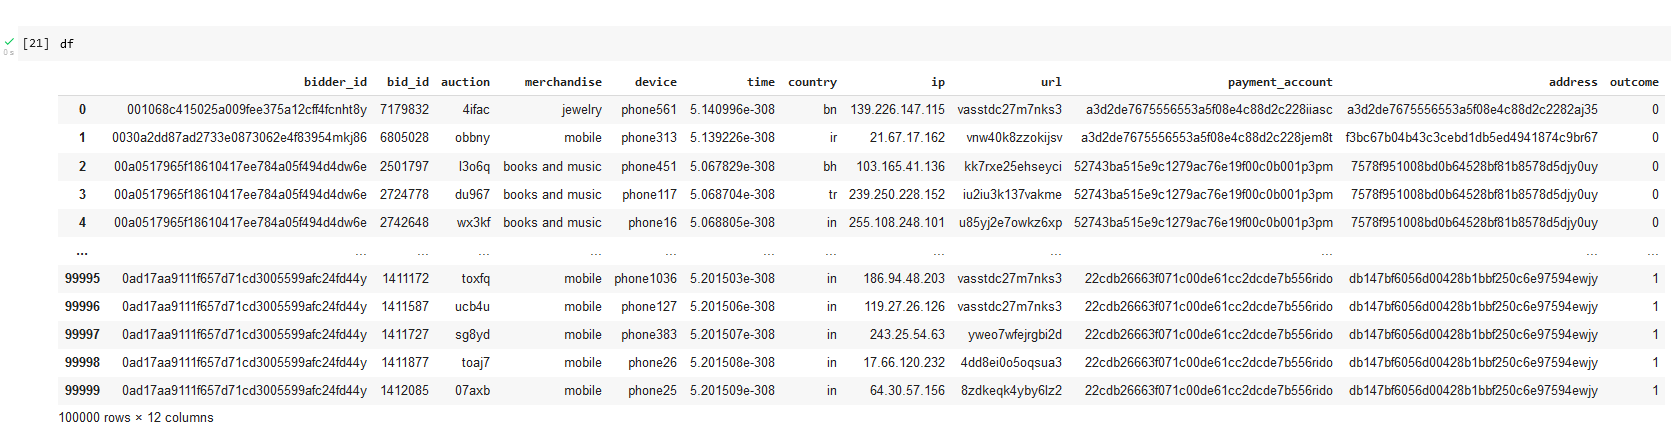 [21] df
0s
bidder_id bid_id auction merchandise device time country ip url payment_account address outcome
0 001068c415025a009fee375a12cff4fcnht8y 7179832 4ifac jewelry phone561 5.140996e-308 bn 139.226.147.115 vasstdc27m7nks3 a3d2de7675556553a5f08e4c88d2c228iiasc a3d2de7675556553a5f08e4c88d2c2282aj35 0
1 0030a2dd87ad2733e0873062e4f83954mkj86 6805028 obbny mobile phone313 5.139226e-308 ir 21.67.17.162 vnw40k8zzokijsv a3d2de7675556553a5f08e4c88d2c228jem8t f3bc67b04b43c3cebd1db5ed4941874c9br67 0
2 00a0517965f18610417ee784a05f494d4dw6e 2501797 l3o6q books and music phone451 5.067829e-308 bh 103.165.41.136 kk7rxe25ehseyci 52743ba515e9c1279ac76e19f00c0b001p3pm 7578f951008bd0b64528bf81b8578d5djy0uy 0
3 00a0517965f18610417ee784a05f494d4dw6e 2724778 du967 books and music phone117 5.068704e-308 tr 239.250.228.152 iu2iu3k137vakme 52743ba515e9c1279ac76e19f00c0b001p3pm 7578f951008bd0b64528bf81b8578d5djy0uy 0
4 00a0517965f18610417ee784a05f494d4dw6e 2742648 wx3kf books and music phone16 5.068805e-308 in 255.108.248.101 u85yj2e7owkz6xp 52743ba515e9c1279ac76e19f00c0b001p3pm 7578f951008bd0b64528bf81b8578d5djy0uy 0
... ... ... ... ... ... ... ... ... ... ... ... ...
99995 0ad17aa9111f657d71cd3005599afc24fd44y 1411172 toxfq mobile phone1036 5.201503e-308 in 186.94.48.203 vasstdc27m7nks3 22cdb26663f071c00de61cc2dcde7b556rido db147bf6056d00428b1bbf250c6e97594ewjy 1
99996 0ad17aa9111f657d71cd3005599afc24fd44y 1411587 ucb4u mobile phone127 5.201506e-308 in 119.27.26.126 vasstdc27m7nks3 22cdb26663f071c00de61cc2dcde7b556rido db147bf6056d00428b1bbf250c6e97594ewjy 1
99997 0ad17aa9111f657d71cd3005599afc24fd44y 1411727 sg8yd mobile phone383 5.201507e-308 in 243.25.54.63 yweo7wfejrgbi2d 22cdb26663f071c00de61cc2dcde7b556rido db147bf6056d00428b1bbf250c6e97594ewjy 1
99998 0ad17aa9111f657d71cd3005599afc24fd44y 1411877 toaj7 mobile phone26 5.201508e-308 in 17.66.120.232 4dd8ei0o5oqsua3 22cdb26663f071c00de61cc2dcde7b556rido db147bf6056d00428b1bbf250c6e97594ewjy 1
99999 0ad17aa9111f657d71cd3005599afc24fd44y 1412085 07axb mobile phone25 5.201509e-308 in 64.30.57.156 8zdkeqk4yby6lz2 22cdb26663f071c00de61cc2dcde7b556rido db147bf6056d00428b1bbf250c6e97594ewjy 1
100000 rows × 12 columns